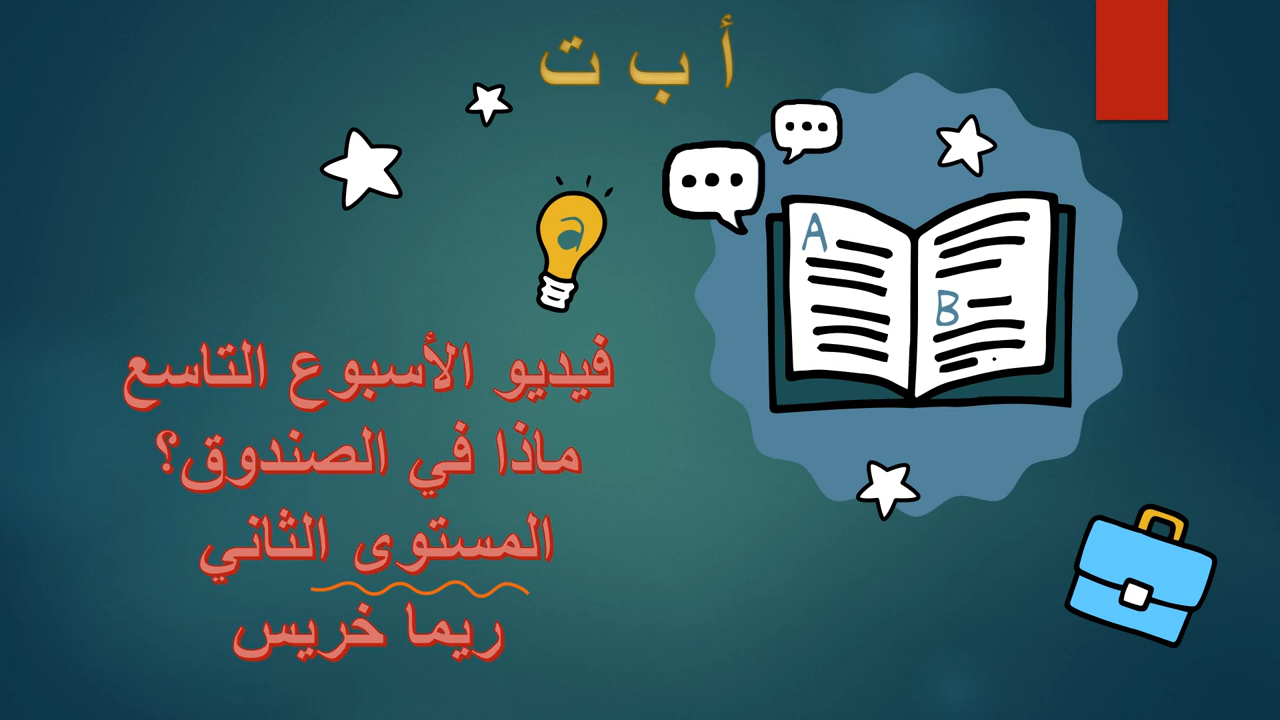 أ ب ت
a
A
B
فيديو الأسبوع التاسع
ماذا في الصندوق؟
المستوى الثاني
ريما خريس